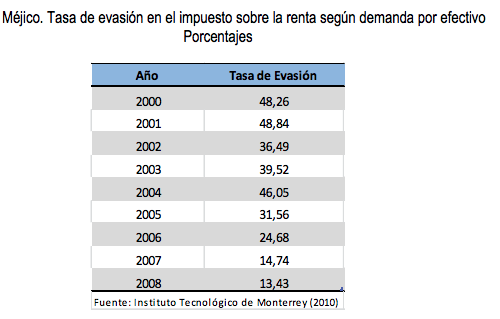 Méjico. Tasa de evasión en el impuesto sobre la renta según demanda por efectivo
Porcentajes
Año Tasa de Evasión
2000 48,26
2001 48,84
2002 36,49
2003 39,52
2004 46,05
2005 31,56
2006 24,68
2007 14,74
2008 13,43
Fuente: Instituto Tecnológico de Monterrey (2010)